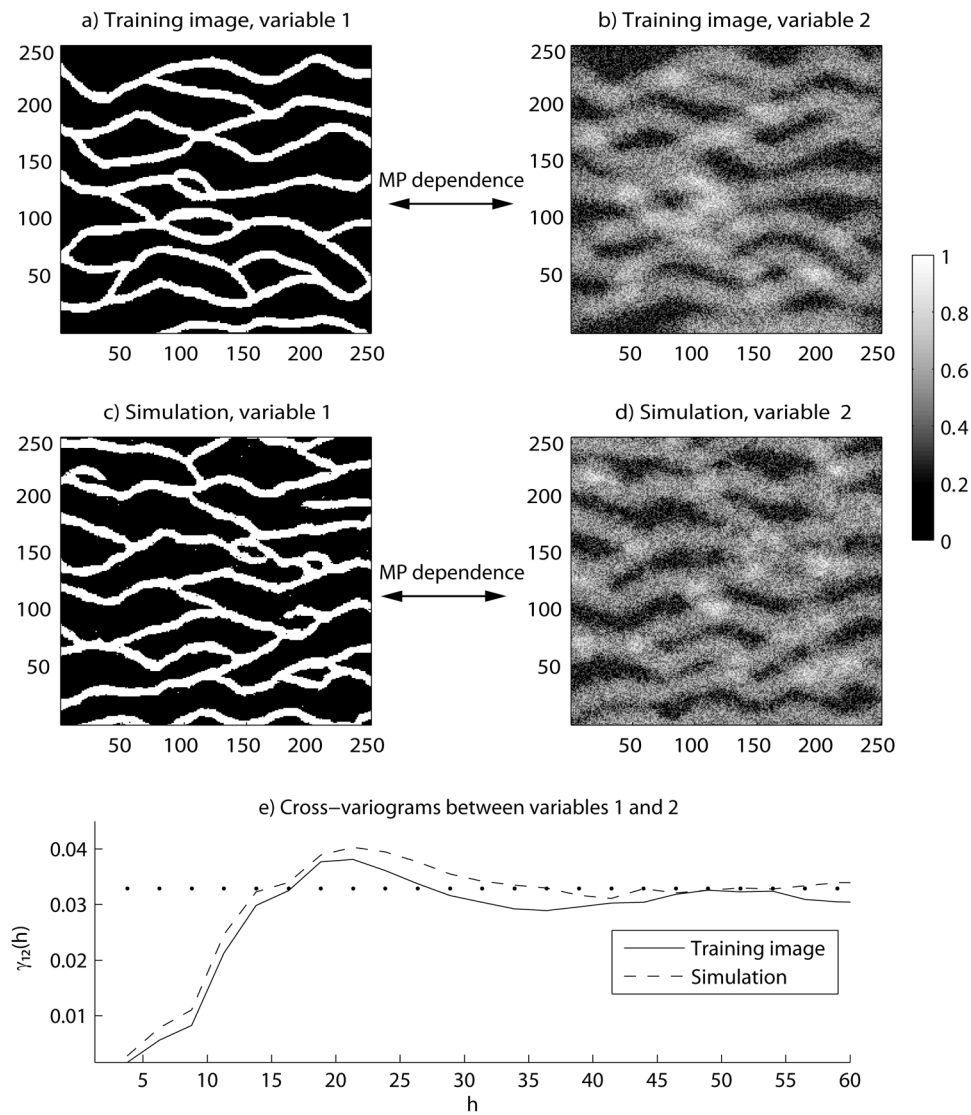 a) Training image, variable 1
b) Training image, variable 2
250
200
150
100
50
50 100 150 200 250
MP dependence
250
200
150
100
50
50 100 150 200 250
1
0.8
0.6
0.4
0.2
0
c) Simulation, variable 1
d) Simulation, variable 2
250
200
150
100
50
50 100 150 200 250
MP dependence
250
200
150
100
50
50 100 150 200 250
e) Cross−variograms between variables 1 and 2
0.04
0.03
0.02
0.01
γ₁₂(h)
Training image
Simulation
5 10 15 20 25 30 35 40 45 50 55 60
h